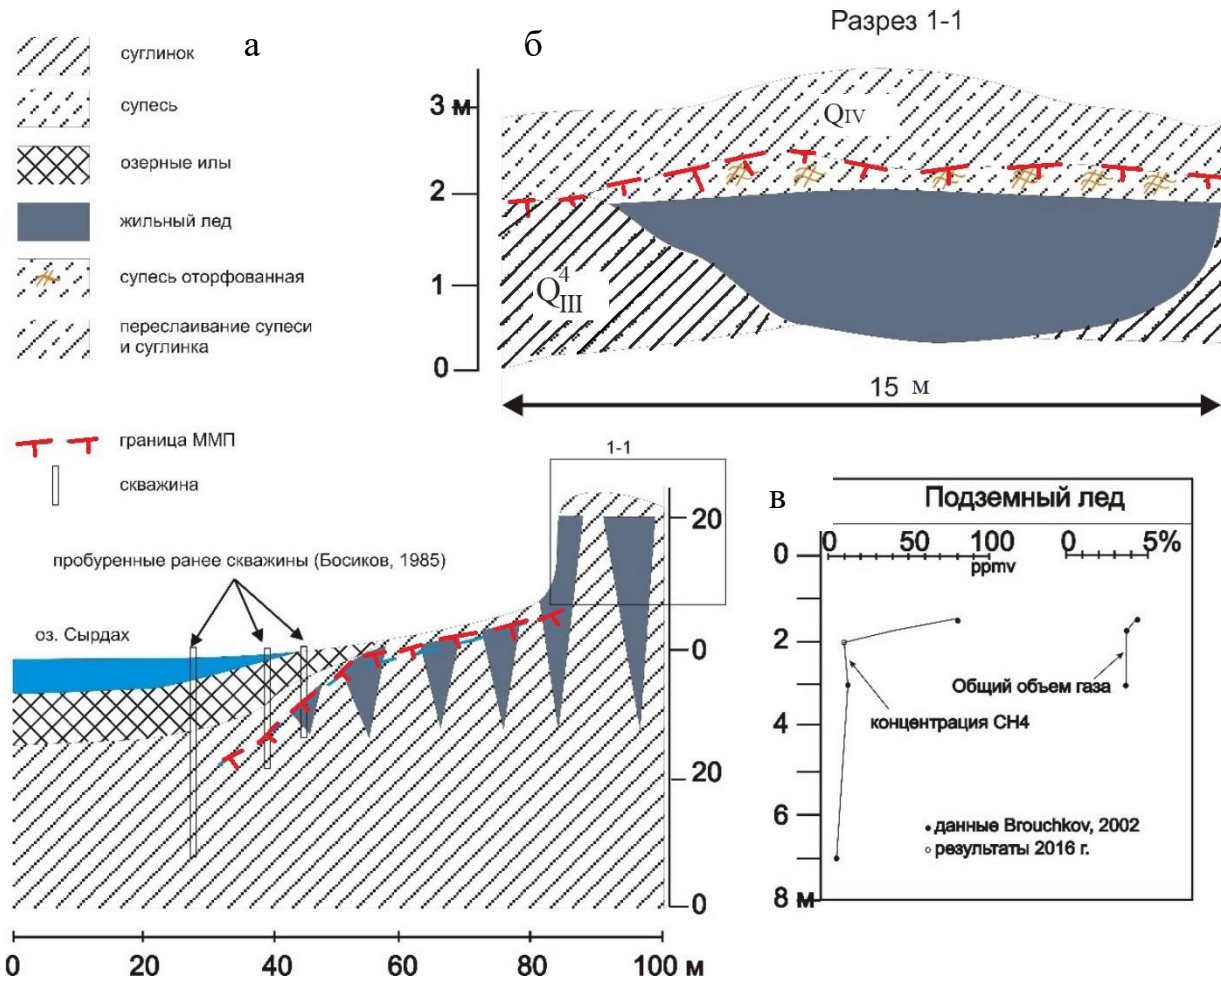 а
суглинок
супесь
озерные илы
жильный лед
супесь оторфованная
переслаивание супеси
и суглинка
граница ММП
скважина
б
Разрез 1-1
3 м
2
1
0
QIV
Q4III
15 м
1-1
пробуренные ранее скважины (Босиков, 1985)
оз. Сырдах
20
0
20
0
0
20
40
60
80
100 м
в
Подземный лед
0
50
100
ppmv
0
5%
0
2
4
6
8 м
Общий объем газа
концентрация CH4
данные Brouchkov, 2002
результаты 2016 г.